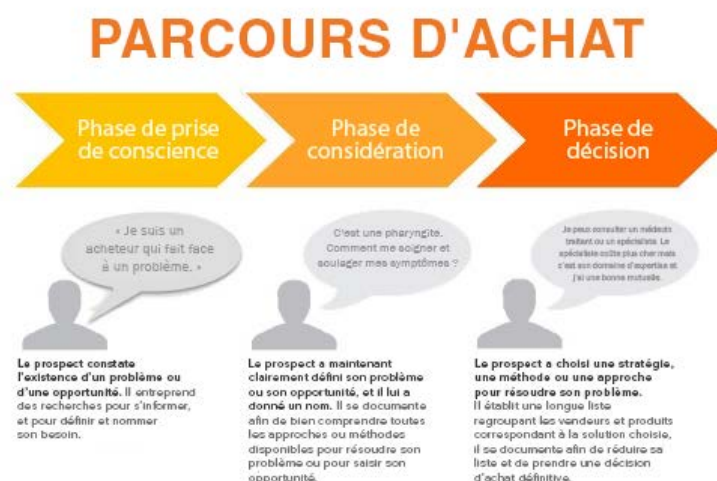 PARCOURS D'ACHAT
Phase de prise
de conscience
Phase de
considération
Phase de
décision
« Je suis un
acheteur qui fait face
à un problème. »
C'est une pharyngite.
Comment me soigner et
soulager mes symptômes ?
Je peux consulter un médecin
traitant ou un spécialiste. Le
spécialiste coûte plus cher mais
c'est son domaine d'expertise et
j'ai une bonne mutuelle.
Le prospect constate
l'existence d'un problème ou
d'une opportunité. Il entreprend
des recherches pour s'informer,
et pour définir et nommer
son besoin.
Le prospect a maintenant
clairement défini son problème
ou son opportunité, et il lui a
donné un nom. Il se documente
afin de bien comprendre toutes
les approches ou méthodes
disponibles pour résoudre son
problème ou pour saisir son
opportunité.
Le prospect a choisi une stratégie,
une méthode ou une approche
pour résoudre son problème.
Il établit une longue liste
regroupant les vendeurs et produits
correspondant à la solution choisie,
il se documente afin de réduire sa
liste et de prendre une décision
d'achat définitive.